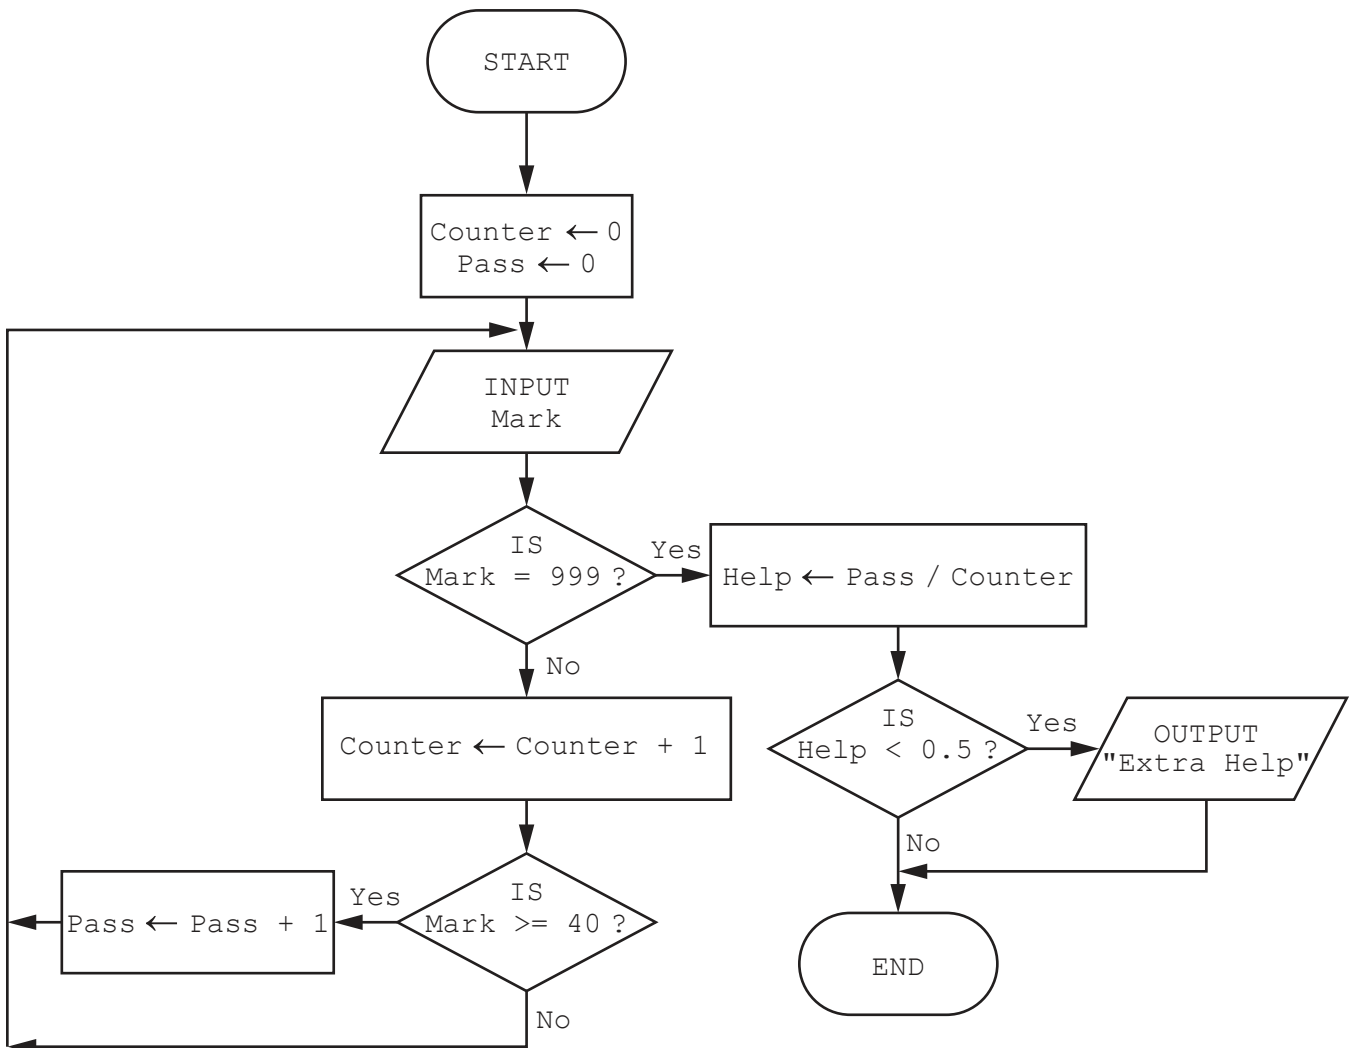 START
Counter ← 0
Pass ← 0
INPUT
Mark
IS
Mark = 999 ?
Yes
Help ← Pass / Counter
No
Counter ← Counter + 1
IS
Help < 0.5 ?
Yes
OUTPUT
"Extra Help"
No
IS
Mark >= 40 ?
Yes
Pass ← Pass + 1
No
END